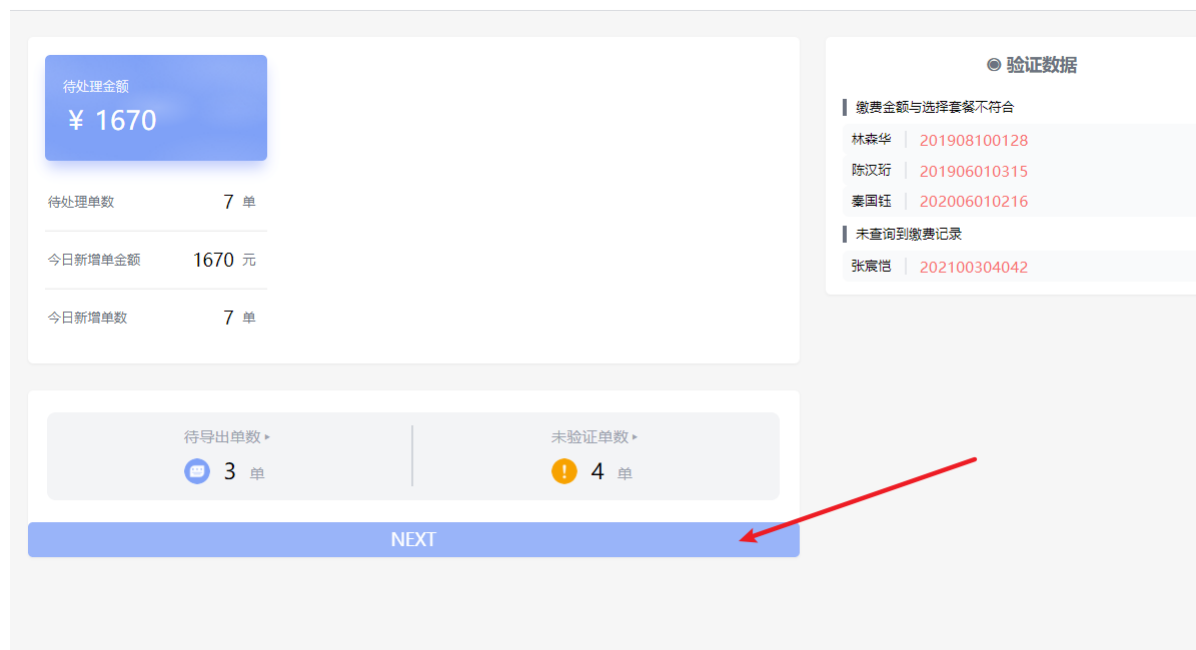 待处理金额
¥ 1670
待处理单数 7 单
今日新增单金额 1670 元
今日新增单数 7 单
待导出单数
3 单
未验证单数
4 单
NEXT
验证数据
缴费金额与选择套餐不符合
林森华 201908100128
陈汉珩 201906010315
秦国钰 202006010216
未查询到缴费记录
张宸恺 202100304042